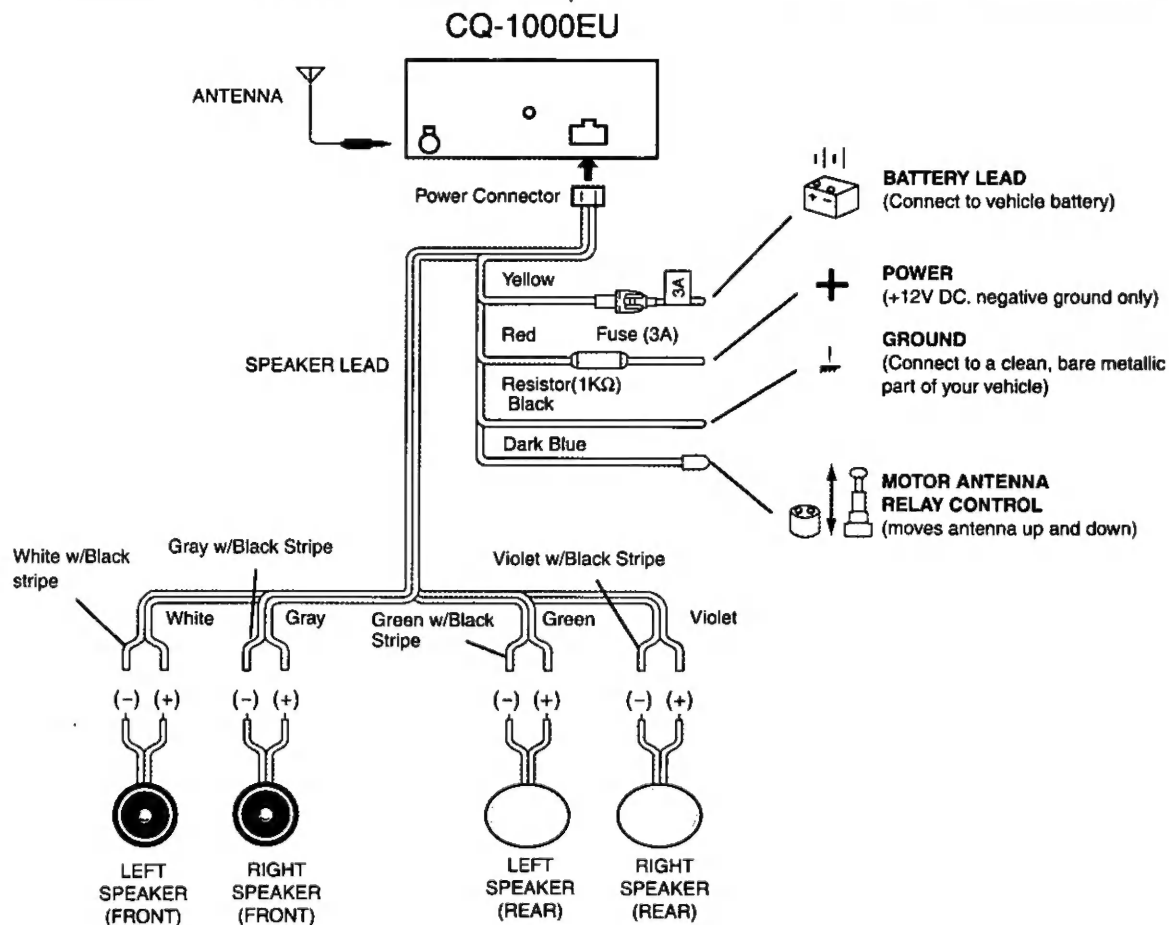 CQ-1000EU
ANTENNA
Power Connector
BATTERY LEAD
(Connect to vehicle battery)
Yellow
3A
POWER
(+12V DC. negative ground only)
Red
Fuse (3A)
GROUND
(Connect to a clean, bare metallic
part of your vehicle)
SPEAKER LEAD
Resistor(1KΩ)
Black
Dark Blue
MOTOR ANTENNA
RELAY CONTROL
(moves antenna up and down)
White w/Black
stripe
Gray w/Black Stripe
Violet w/Black Stripe
White
Gray
Green w/Black
Stripe
Green
Violet
(-) (+)
(-) (+)
(-) (+)
(-) (+)
LEFT
SPEAKER
(FRONT)
RIGHT
SPEAKER
(FRONT)
LEFT
SPEAKER
(REAR)
RIGHT
SPEAKER
(REAR)